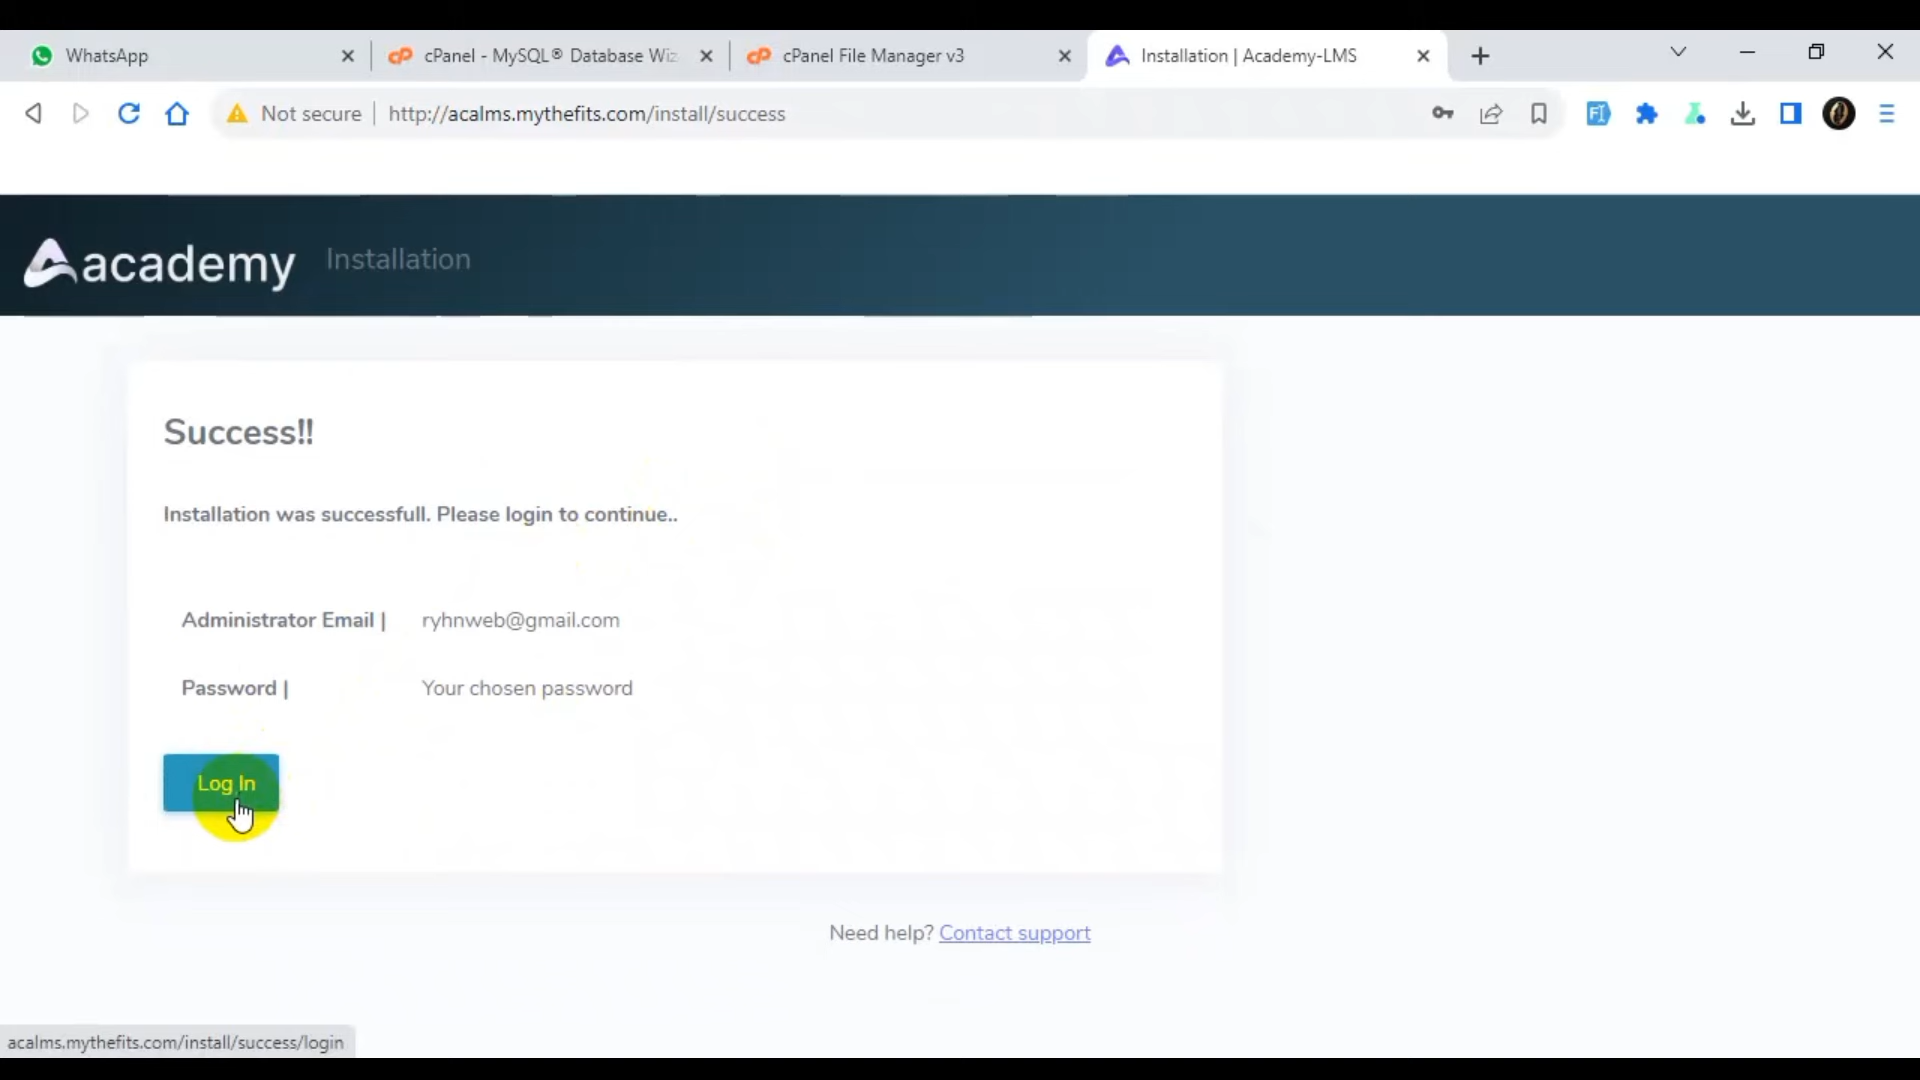 WhatsApp
cPanel - MySQL® Database Wiz
cPanel File Manager v3
Installation | Academy-LMS
Not secure
http://acalms.mythefits.com/install/success
academy
Installation
Success!!
Installation was successfull. Please login to continue..
Administrator Email | ryhnweb@gmail.com
Password | Your chosen password
Log In
Need help? Contact support
acalms.mythefits.com/install/success/login